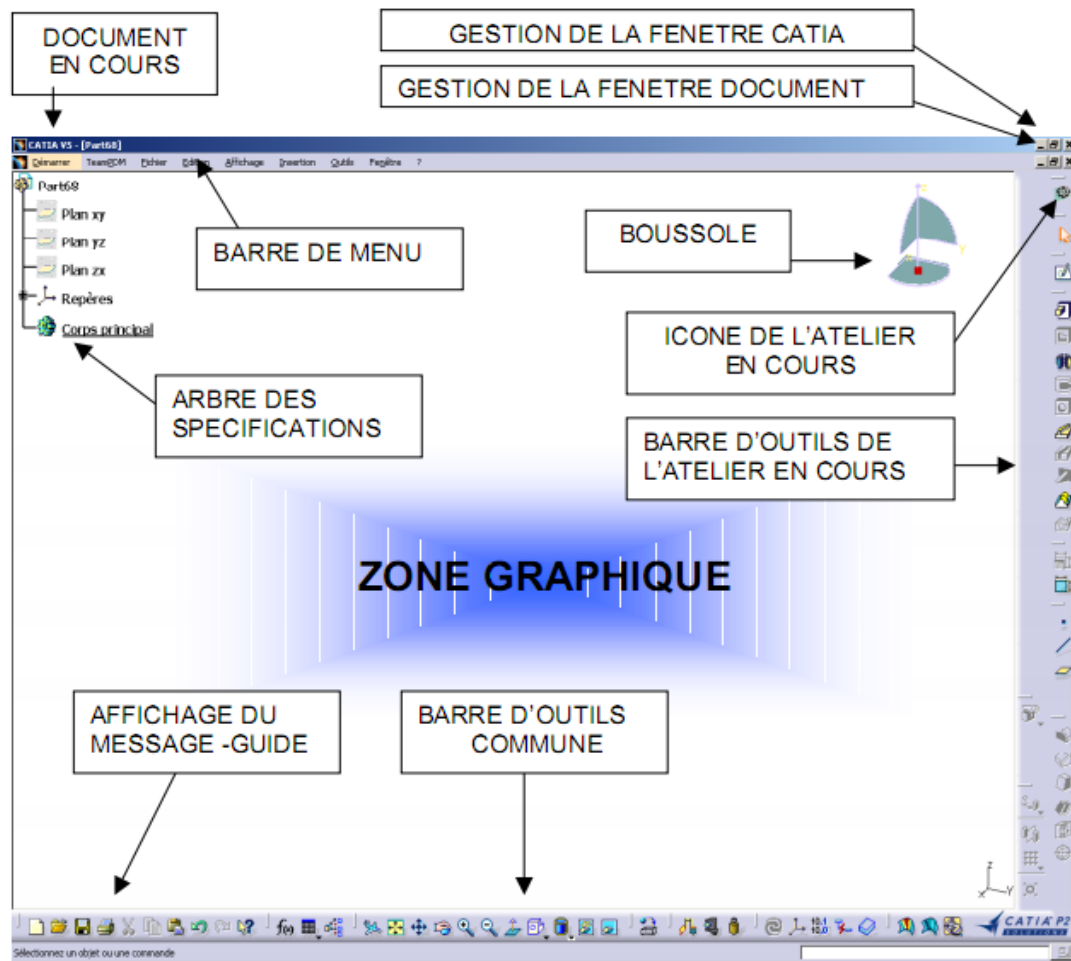 DOCUMENT
EN COURS
GESTION DE LA FENETRE CATIA
GESTION DE LA FENETRE DOCUMENT
CATIA V5 - [Part68]
Démarrer TeamPDM Fichier Edition Affichage Insertion Outils Fenêtre ?
Part68
Plan xy
Plan yz
Plan zx
Repères
Corps principal
BARRE DE MENU
BOUSSOLE
ICONE DE L'ATELIER
EN COURS
ARBRE DES
SPECIFICATIONS
BARRE D'OUTILS DE
L'ATELIER EN COURS
ZONE GRAPHIQUE
AFFICHAGE DU
MESSAGE -GUIDE
BARRE D'OUTILS
COMMUNE
z
x
y
CATIA P2
SOLUTIONS
Sélectionnez un objet ou une commande